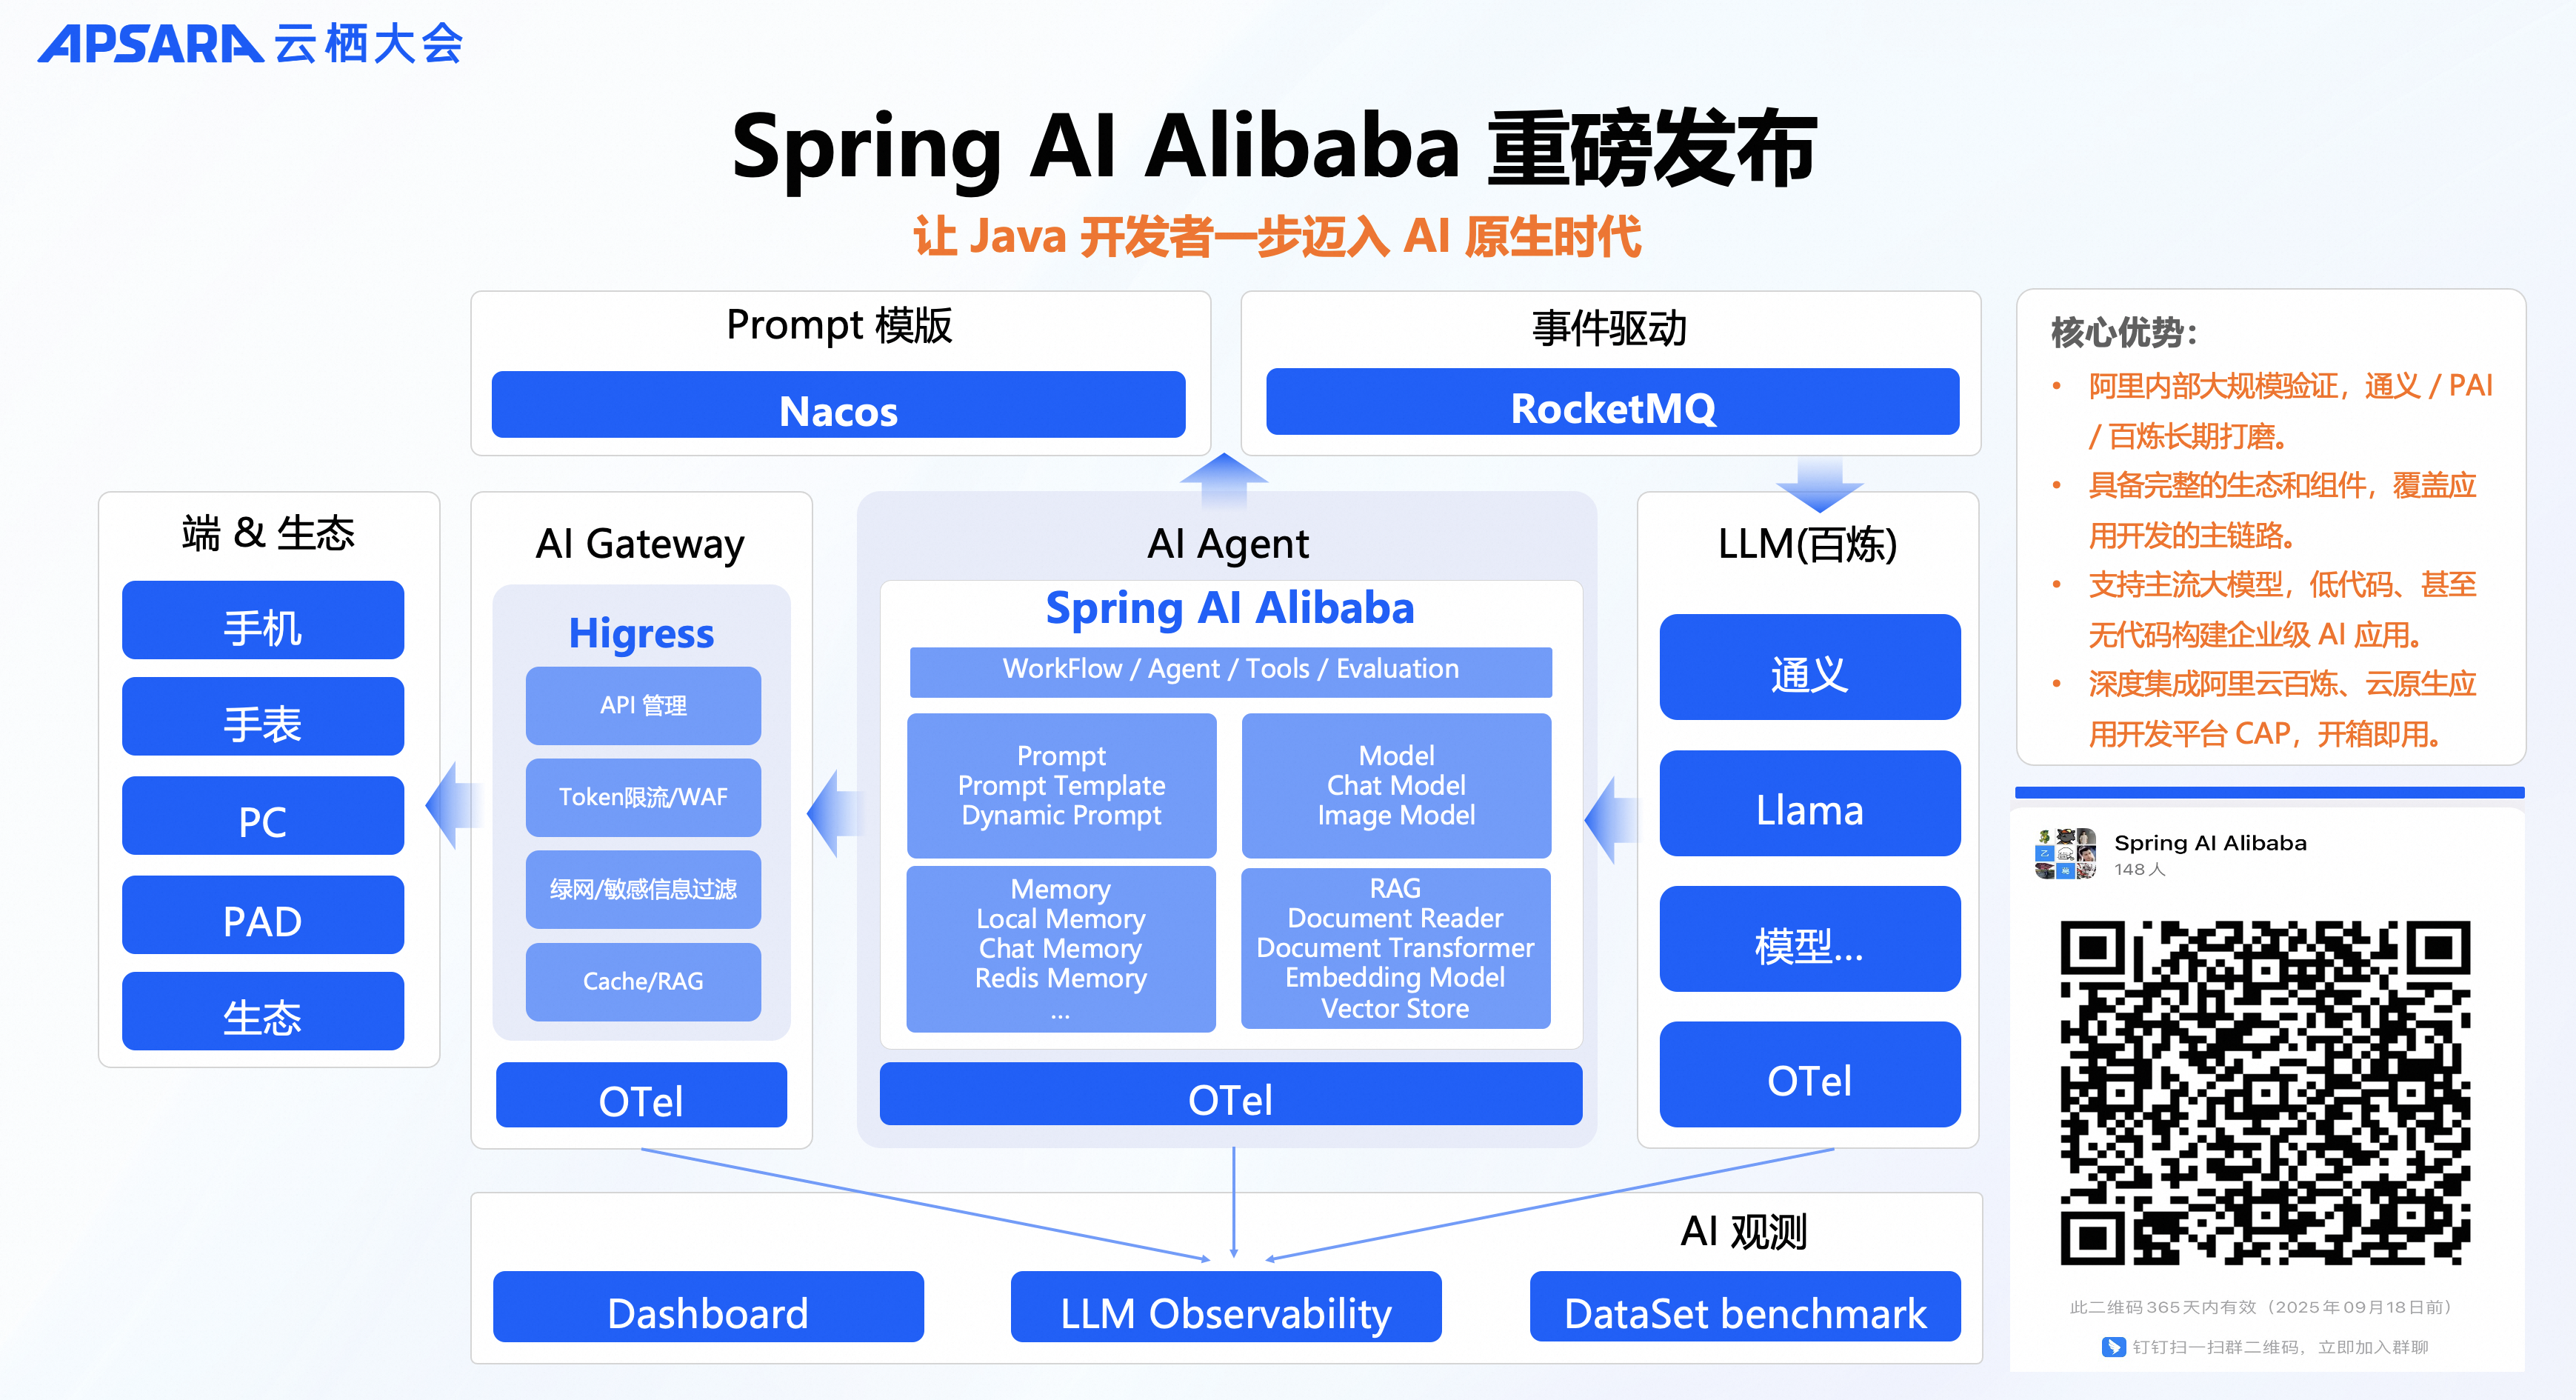 APSARA 云栖大会
Spring AI Alibaba 重磅发布
让 Java 开发者一步迈入 AI 原生时代
Prompt 模版
Nacos
事件驱动
RocketMQ
端 & 生态
手机
手表
PC
PAD
生态
AI Gateway
Higress
API 管理
Token限流/WAF
绿网/敏感信息过滤
Cache/RAG
OTel
AI Agent
Spring AI Alibaba
WorkFlow / Agent / Tools / Evaluation
Prompt
Prompt Template
Dynamic Prompt
Model
Chat Model
Image Model
Memory
Local Memory
Chat Memory
Redis Memory
...
RAG
Document Reader
Document Transformer
Embedding Model
Vector Store
OTel
LLM(百炼)
通义
Llama
模型...
OTel
AI 观测
Dashboard
LLM Observability
DataSet benchmark
核心优势：
• 阿里内部大规模验证，通义 / PAI
/ 百炼长期打磨。
• 具备完整的生态和组件，覆盖应
用开发的主链路。
• 支持主流大模型，低代码、甚至
无代码构建企业级 AI 应用。
• 深度集成阿里云百炼、云原生应
用开发平台 CAP，开箱即用。
Spring AI Alibaba
148 人
此二维码365天内有效（2025年09月18日前）
钉钉扫一扫群二维码，立即加入群聊